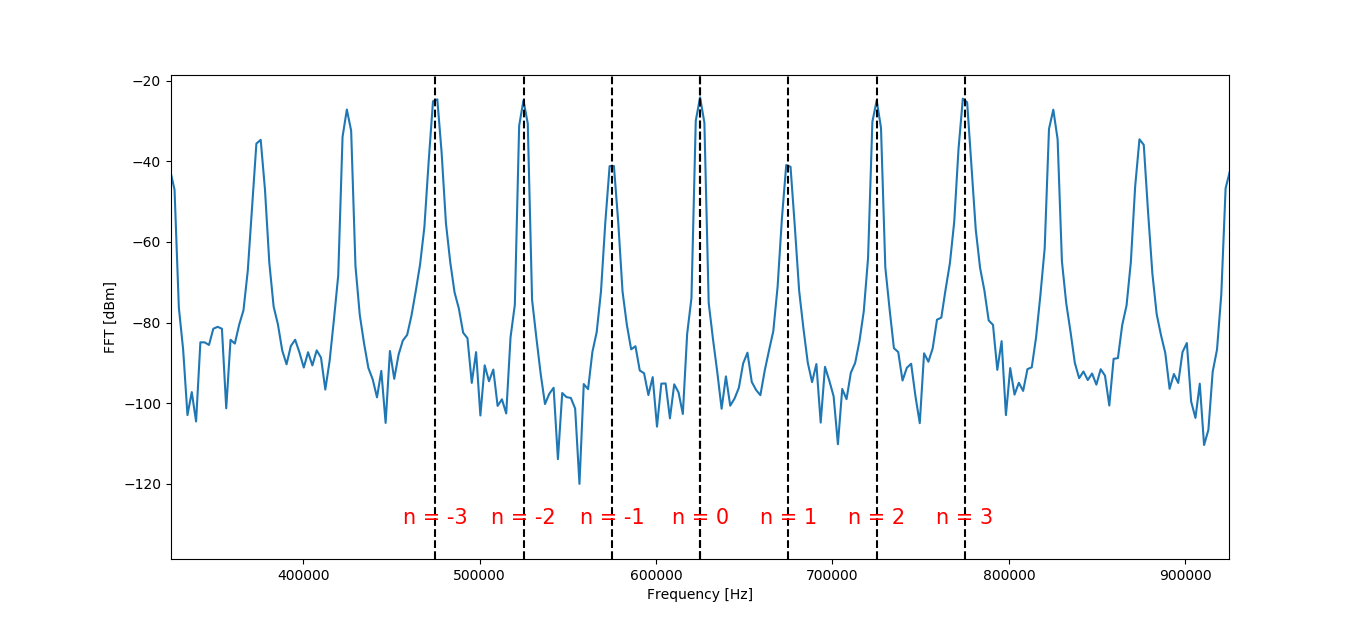 −20
−40
−60
−80
−100
−120
FFT [dBm]
n = -3 n = -2 n = -1 n = 0 n = 1 n = 2 n = 3
400000 500000 600000 700000 800000 900000
Frequency [Hz]